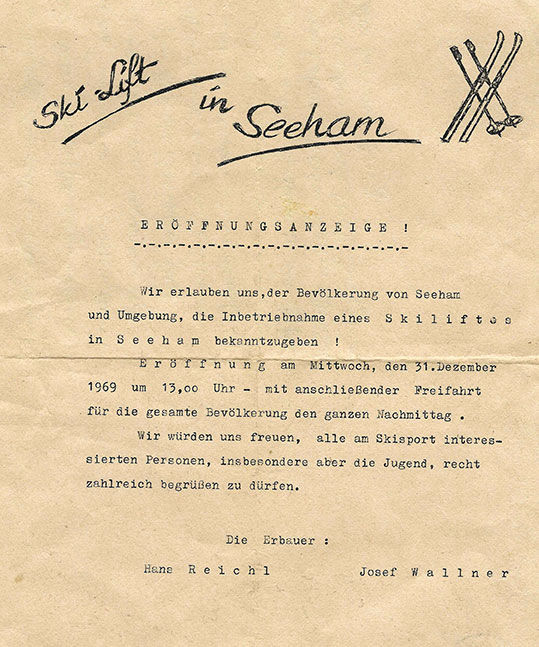 Ski-Lift in Seeham
ERÖFFNUNGSANZEIGE !
-.-.-.-.-.-.-.-.-.-.-.-.-.-.-.-
Wir erlauben uns,der Bevölkerung von Seeham
und Umgebung, die Inbetriebnahme eines Skiliftes
in Seeham bekanntzugeben !
Eröffnung am Mittwoch, den 31.Dezember
1969 um 13,oo Uhr - mit anschließender Freifahrt
für die gesamte Bevölkerung den ganzen Nachmittag .
Wir würden uns freuen, alle am Skisport interes-
sierten Personen, insbesondere aber die Jugend, recht
zahlreich begrüßen zu dürfen.
Die Erbauer :
Hans Reichl Josef Wallner